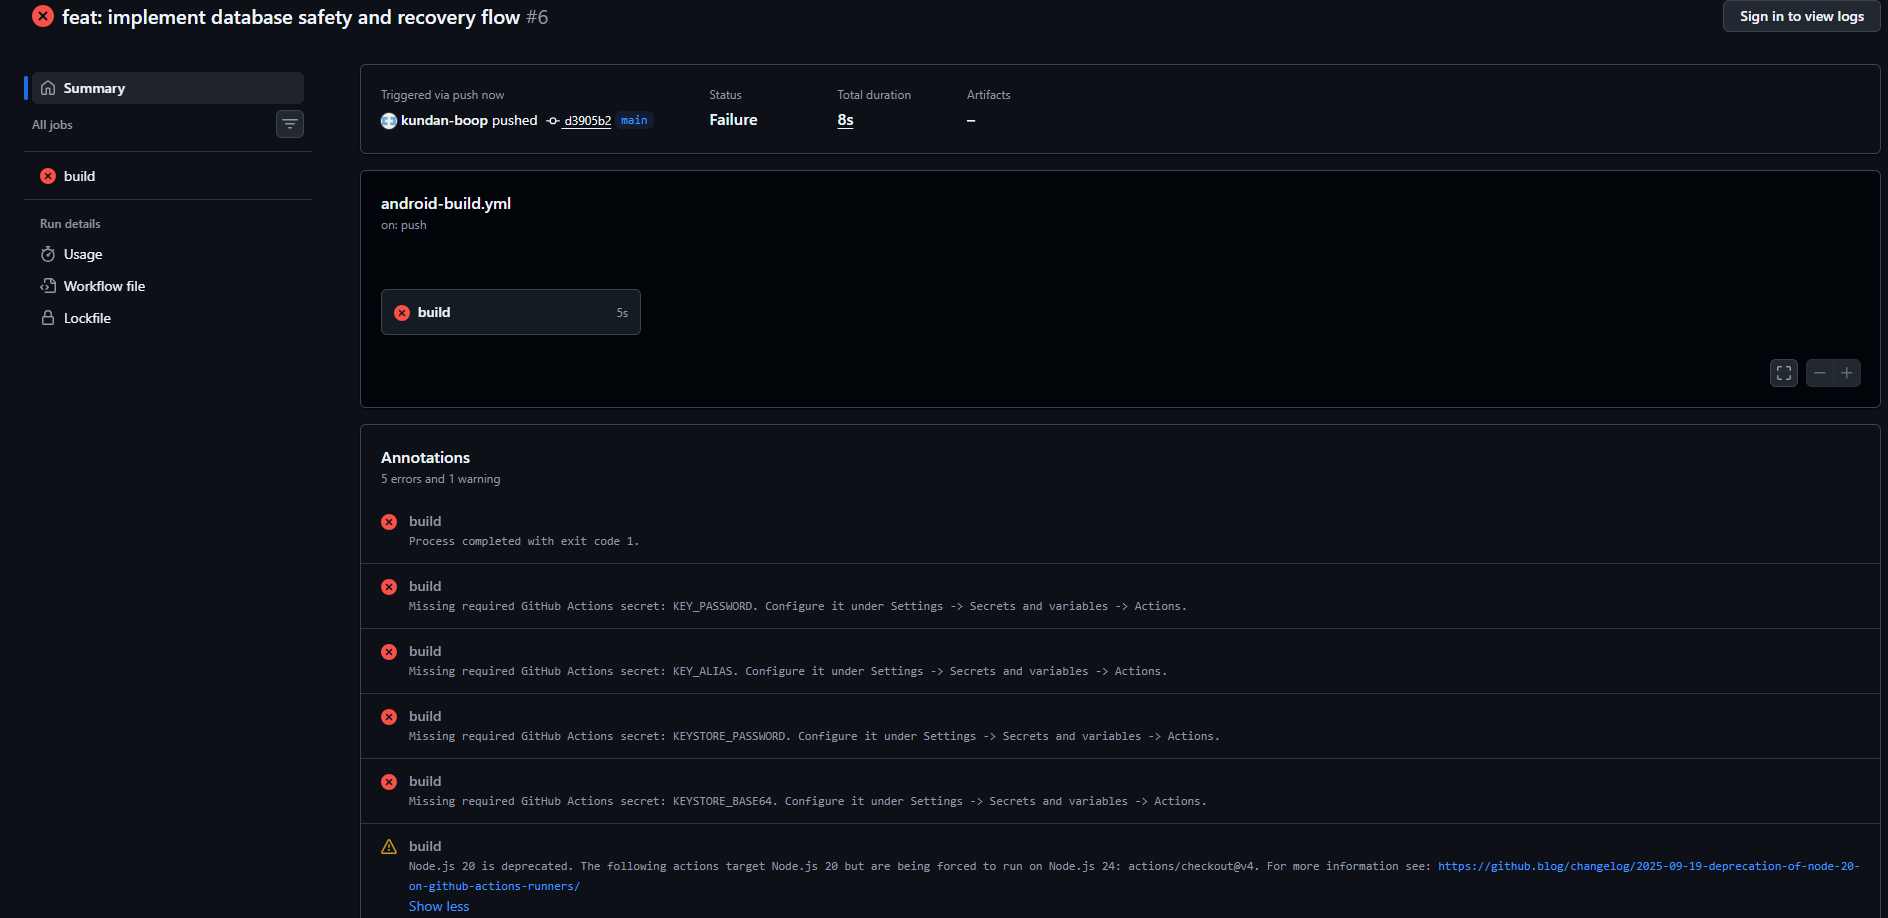 feat: implement database safety and recovery flow #6
Sign in to view logs
Summary
All jobs
build
Run details
Usage
Workflow file
Lockfile
Triggered via push now
kundan-boop pushed d3905b2 main
Status
Failure
Total duration
8s
Artifacts
–
android-build.yml
on: push
build 5s
Annotations
5 errors and 1 warning
build
Process completed with exit code 1.
build
Missing required GitHub Actions secret: KEY_PASSWORD. Configure it under Settings -> Secrets and variables -> Actions.
build
Missing required GitHub Actions secret: KEY_ALIAS. Configure it under Settings -> Secrets and variables -> Actions.
build
Missing required GitHub Actions secret: KEYSTORE_PASSWORD. Configure it under Settings -> Secrets and variables -> Actions.
build
Missing required GitHub Actions secret: KEYSTORE_BASE64. Configure it under Settings -> Secrets and variables -> Actions.
build
Node.js 20 is deprecated. The following actions target Node.js 20 but are being forced to run on Node.js 24: actions/checkout@v4. For more information see: https://github.blog/changelog/2025-09-19-deprecation-of-node-20-
on-github-actions-runners/
Show less